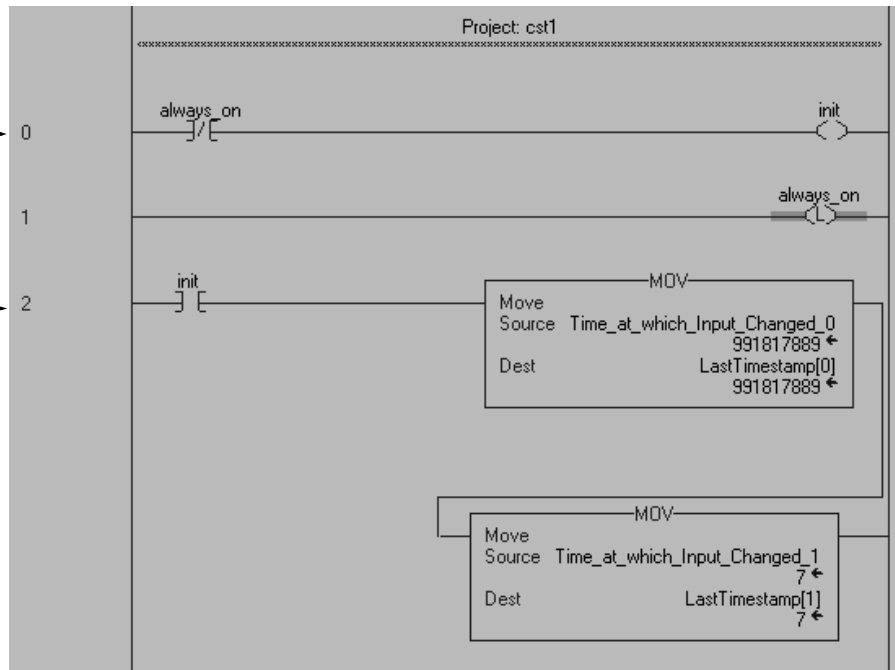 Project: cst1
always_on
init
0
always_on
L
1
init
2
MOV
Move
Source Time_at_which_Input_Changed_0
991817889
Dest LastTimestamp[0]
991817889
MOV
Move
Source Time_at_which_Input_Changed_1
7
Dest LastTimestamp[1]
7